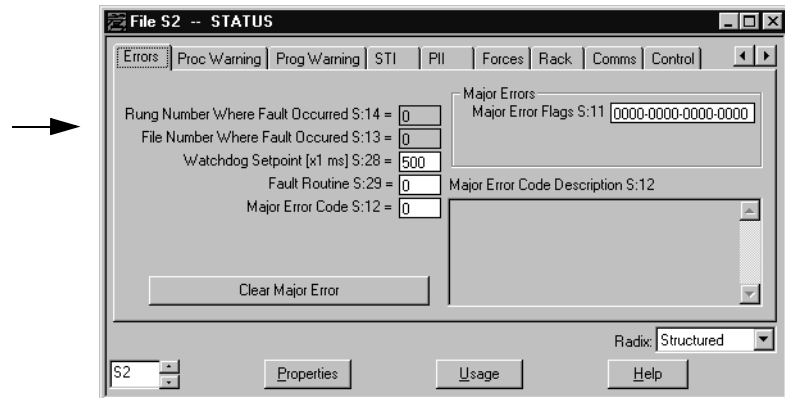 File S2 -- STATUS
Errors Proc Warning Prog Warning STI PII Forces Rack Comms Control
Major Errors
Rung Number Where Fault Occurred S:14 = 0 Major Error Flags S:11 0000-0000-0000-0000
File Number Where Fault Occured S:13 = 0
Watchdog Setpoint [x1 ms] S:28 = 500
Fault Routine S:29 = 0 Major Error Code Description S:12
Major Error Code S:12 = 0
Clear Major Error
Radix: Structured
S2 Properties Usage Help